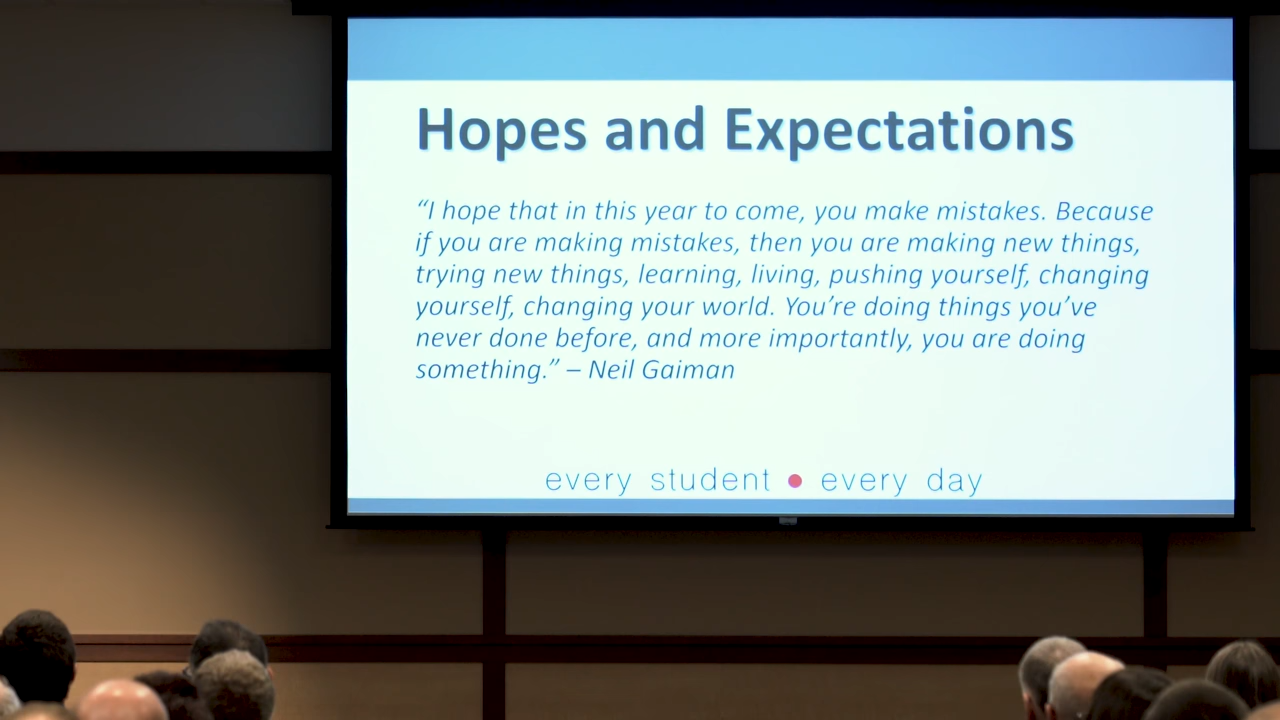 Hopes and Expectations
“I hope that in this year to come, you make mistakes. Because
if you are making mistakes, then you are making new things,
trying new things, learning, living, pushing yourself, changing
yourself, changing your world. You’re doing things you’ve
never done before, and more importantly, you are doing
something.” – Neil Gaiman
every student • every day